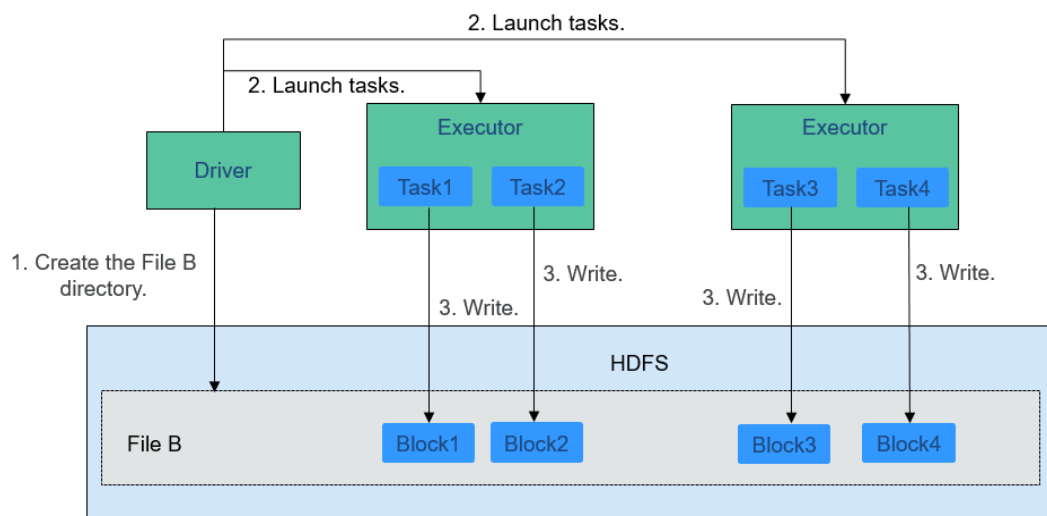 2. Launch tasks.
2. Launch tasks.
Executor
Executor
Driver
Task1
Task2
Task3
Task4
1. Create the File B
directory.
3. Write.
3. Write.
3. Write.
3. Write.
HDFS
File B
Block1
Block2
Block3
Block4